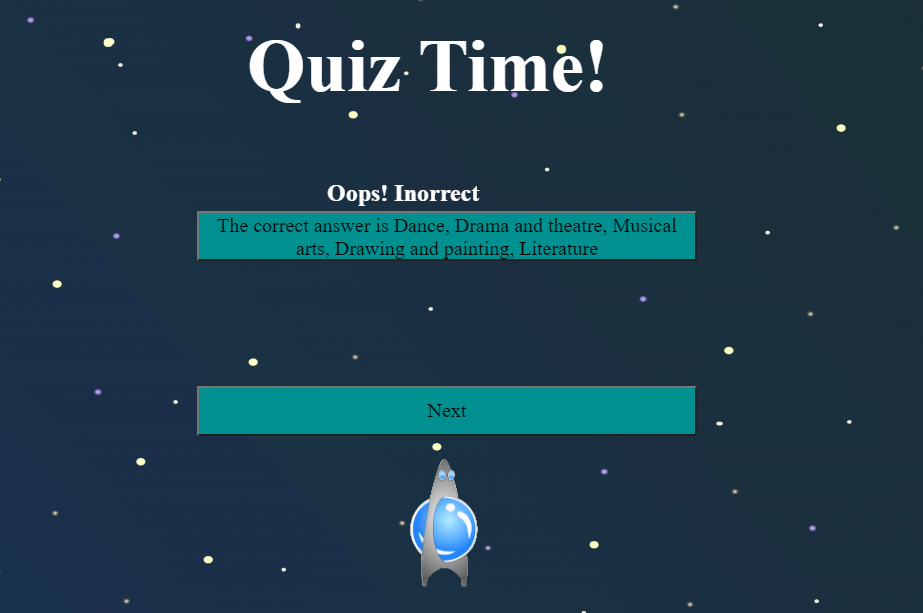 Quiz Time!
Oops! Inorrect
The correct answer is Dance, Drama and theatre, Musical
arts, Drawing and painting, Literature
Next